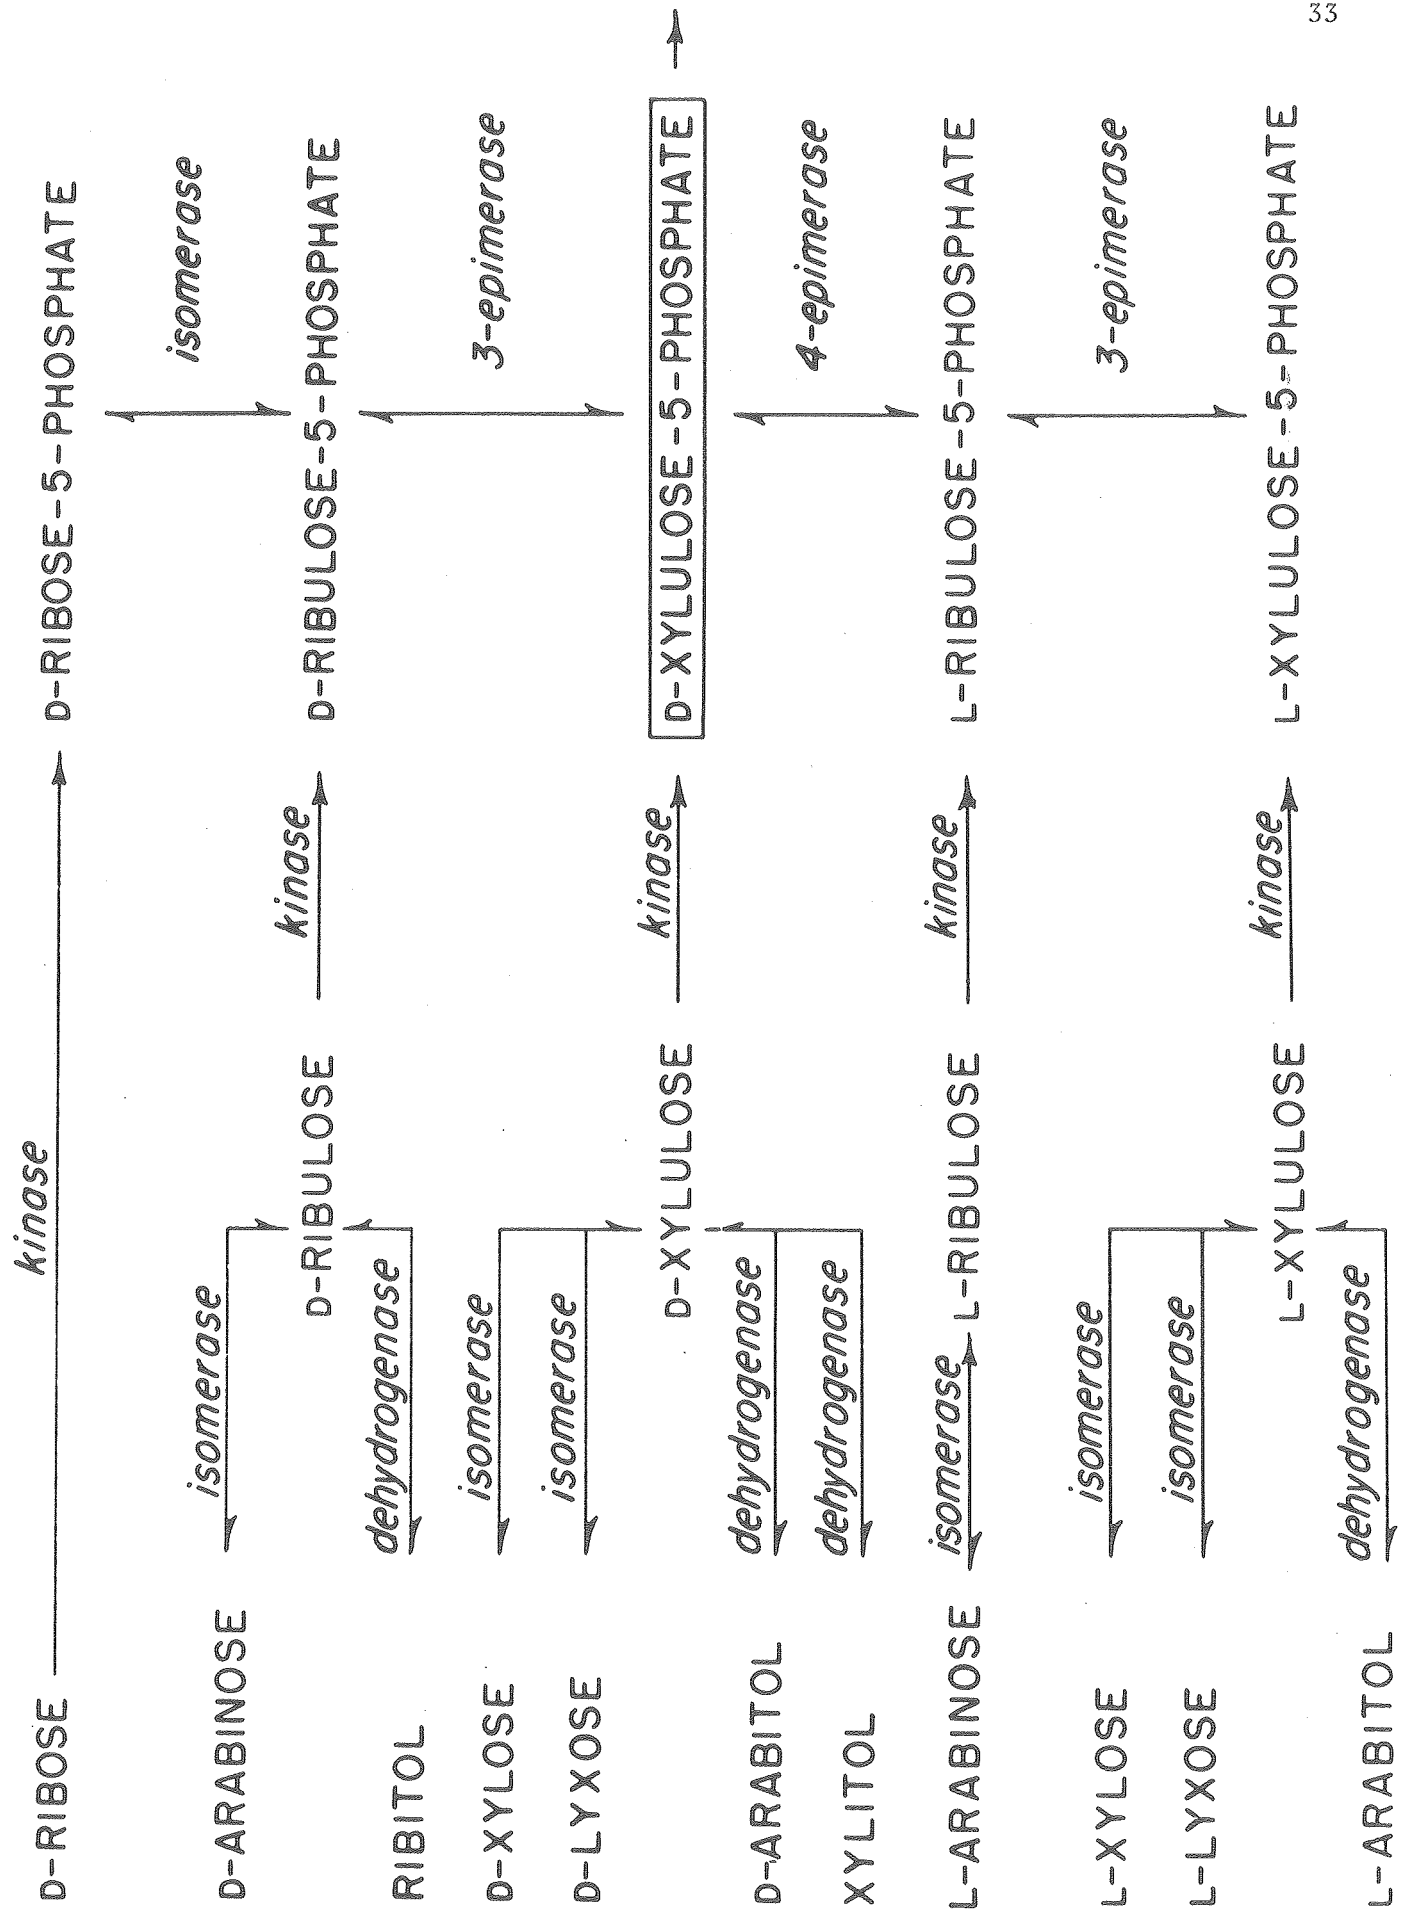 33
D-RIBOSE
kinase
D-RIBOSE-5-PHOSPHATE
isomerase
D-ARABINOSE
isomerase
D-RIBULOSE
kinase
D-RIBULOSE-5-PHOSPHATE
RIBITOL
dehydrogenase
3-epimerase
D-XYLOSE
isomerase
D-LYXOSE
isomerase
D-XYLULOSE
kinase
D-XYLULOSE-5-PHOSPHATE
D-ARABITOL
dehydrogenase
XYLITOL
dehydrogenase
4-epimerase
L-ARABINOSE
isomerase
L-RIBULOSE
kinase
L-RIBULOSE-5-PHOSPHATE
L-XYLOSE
isomerase
3-epimerase
L-LYXOSE
isomerase
L-XYLULOSE
kinase
L-XYLULOSE-5-PHOSPHATE
L-ARABITOL
dehydrogenase